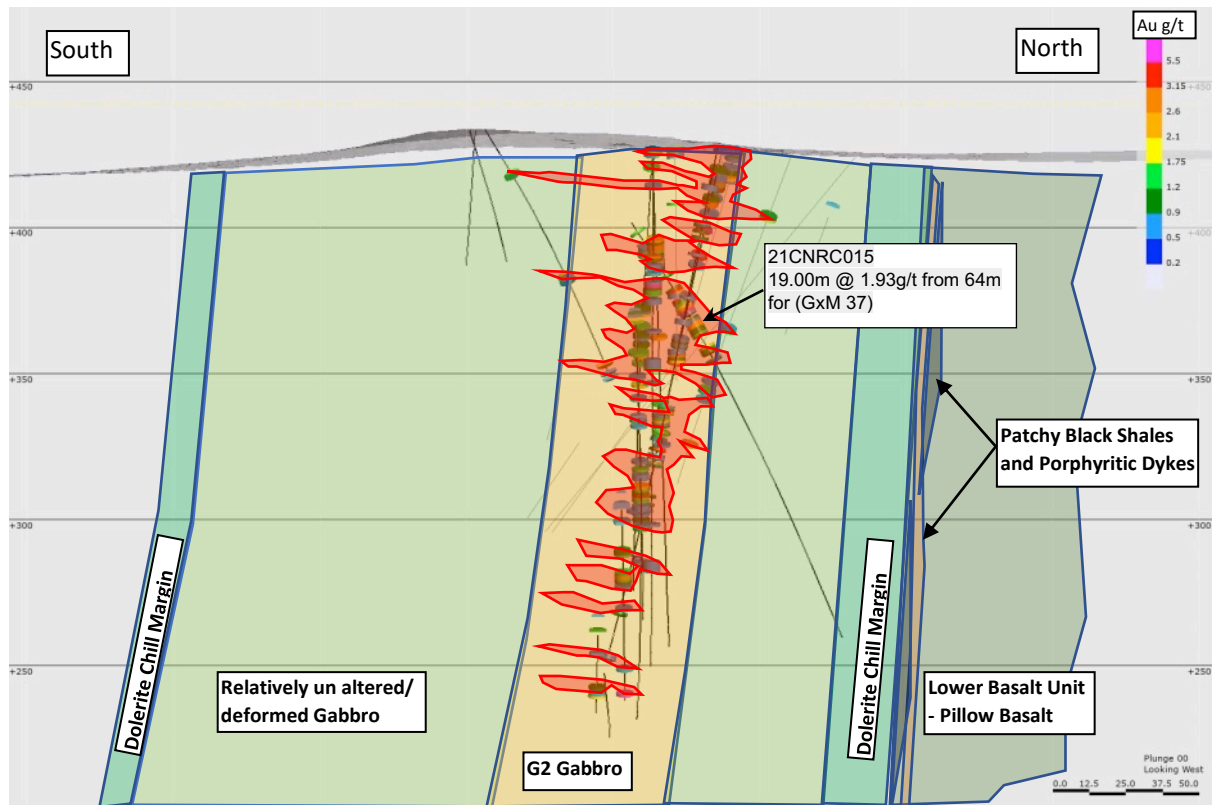 South
North
Au g/t
5.5
3.15
2.6
2.1
1.75
1.2
0.9
0.5
0.2
+450
+450
+400
+400
21CNRC015
19.00m @ 1.93g/t from 64m
for (GxM 37)
+350
+350
Patchy Black Shales
and Porphyritic Dykes
+300
+300
Dolerite Chill Margin
Dolerite Chill Margin
+250
+250
Relatively un altered/
deformed Gabbro
Lower Basalt Unit
- Pillow Basalt
G2 Gabbro
Plunge 00
Looking West
0.0 12.5 25.0 37.5 50.0